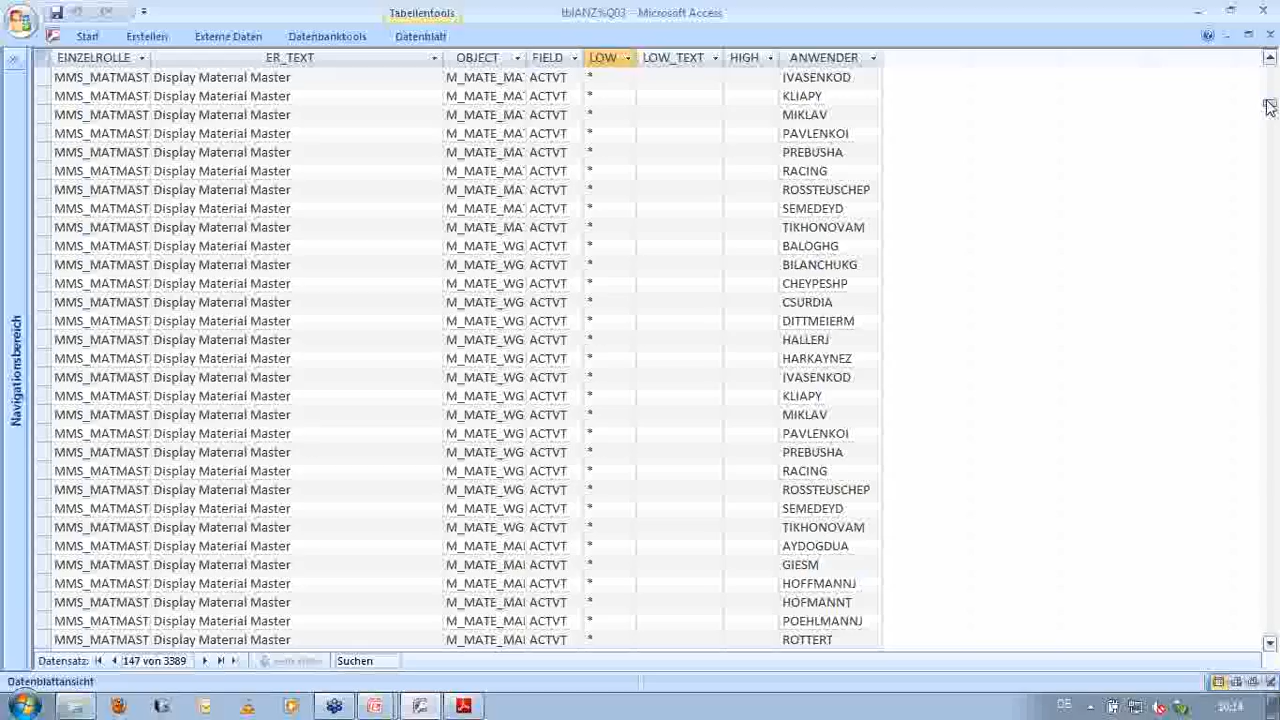 Tabellentools
tblANZ%Q03 - Microsoft Access
Start Erstellen Externe Daten Datenbanktools Datenblatt
EINZELROLLE ER_TEXT OBJECT FIELD LOW LOW_TEXT HIGH ANWENDER
MMS_MATMAST Display Material Master M_MATE_MA ACTVT * IVASENKOD
MMS_MATMAST Display Material Master M_MATE_MA ACTVT * KLIAPY
MMS_MATMAST Display Material Master M_MATE_MA ACTVT * MIKLAV
MMS_MATMAST Display Material Master M_MATE_MA ACTVT * PAVLENKOI
MMS_MATMAST Display Material Master M_MATE_MA ACTVT * PREBUSHA
MMS_MATMAST Display Material Master M_MATE_MA ACTVT * RACING
MMS_MATMAST Display Material Master M_MATE_MA ACTVT * ROSSTEUSCHEP
MMS_MATMAST Display Material Master M_MATE_MA ACTVT * SEMEDEYD
MMS_MATMAST Display Material Master M_MATE_MA ACTVT * TIKHONOVAM
MMS_MATMAST Display Material Master M_MATE_WG ACTVT * BALOGHG
MMS_MATMAST Display Material Master M_MATE_WG ACTVT * BILANCHUKG
MMS_MATMAST Display Material Master M_MATE_WG ACTVT * CHEYPESHP
MMS_MATMAST Display Material Master M_MATE_WG ACTVT * CSURDIA
MMS_MATMAST Display Material Master M_MATE_WG ACTVT * DITTMEIERM
MMS_MATMAST Display Material Master M_MATE_WG ACTVT * HALLERJ
MMS_MATMAST Display Material Master M_MATE_WG ACTVT * HARKAYNEZ
MMS_MATMAST Display Material Master M_MATE_WG ACTVT * IVASENKOD
MMS_MATMAST Display Material Master M_MATE_WG ACTVT * KLIAPY
MMS_MATMAST Display Material Master M_MATE_WG ACTVT * MIKLAV
MMS_MATMAST Display Material Master M_MATE_WG ACTVT * PAVLENKOI
MMS_MATMAST Display Material Master M_MATE_WG ACTVT * PREBUSHA
MMS_MATMAST Display Material Master M_MATE_WG ACTVT * RACING
MMS_MATMAST Display Material Master M_MATE_WG ACTVT * ROSSTEUSCHEP
MMS_MATMAST Display Material Master M_MATE_WG ACTVT * SEMEDEYD
MMS_MATMAST Display Material Master M_MATE_WG ACTVT * TIKHONOVAM
MMS_MATMAST Display Material Master M_MATE_MA ACTVT * AYDOGDUA
MMS_MATMAST Display Material Master M_MATE_MA ACTVT * GIESM
MMS_MATMAST Display Material Master M_MATE_MA ACTVT * HOFFMANNJ
MMS_MATMAST Display Material Master M_MATE_MA ACTVT * HOFMANNT
MMS_MATMAST Display Material Master M_MATE_MA ACTVT * POEHLMANNJ
MMS_MATMAST Display Material Master M_MATE_MA ACTVT * ROTTERT
Navigationsbereich
Datensatz: 147 von 3389 Suchen
Datenblattansicht
DE 10:14